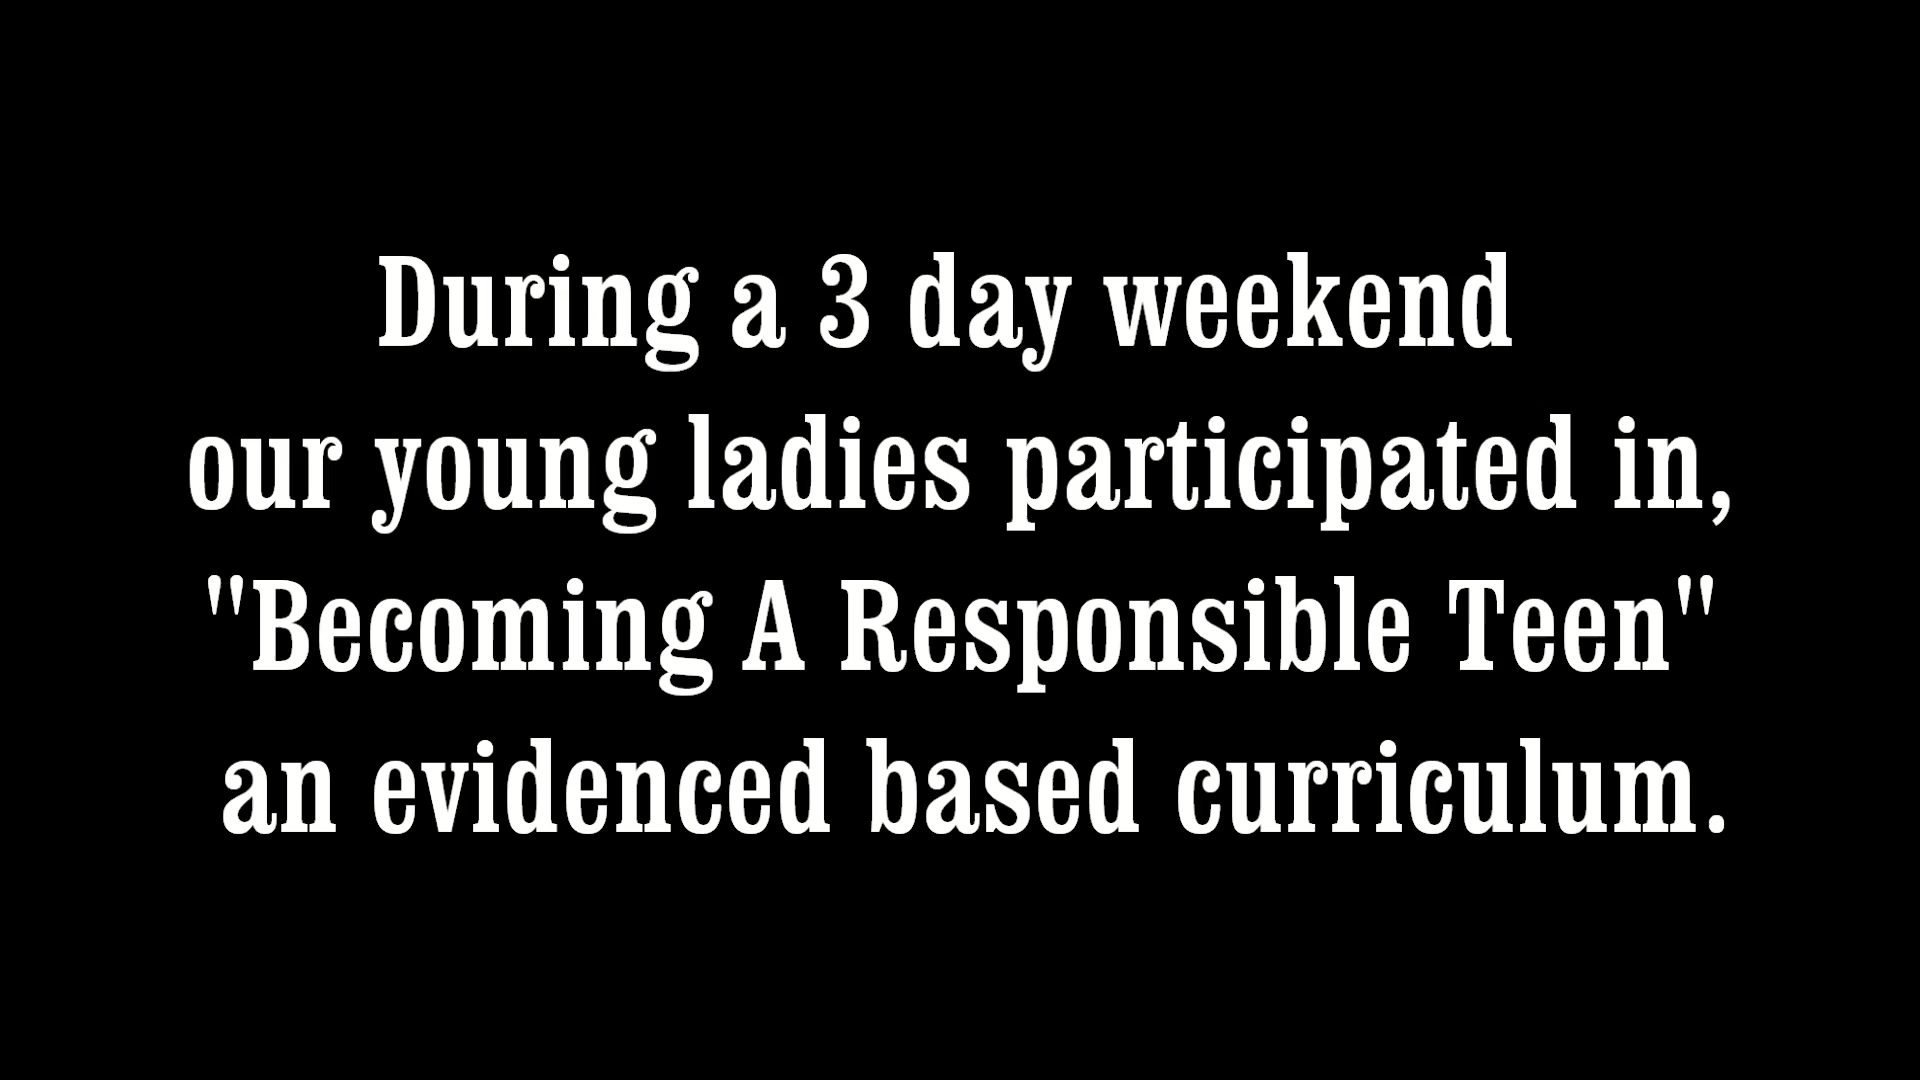 During a 3 day weekend
our young ladies participated in,
"Becoming A Responsible Teen"
an evidenced based curriculum.